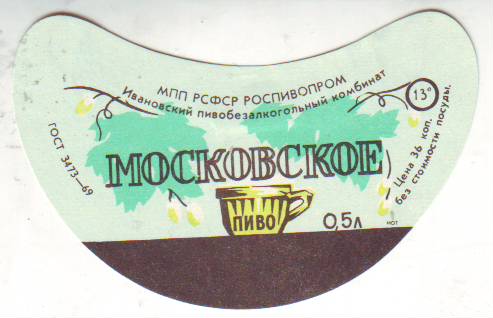 МПП РСФСР РОСПИВОПРОМ
Ивановский пивобезалкогольный комбинат
13°
МОСКОВСКОЕ
ПИВО
0,5л
ГОСТ 3473—69
Цена 36 коп.
без стоимости посуды.
МОТ